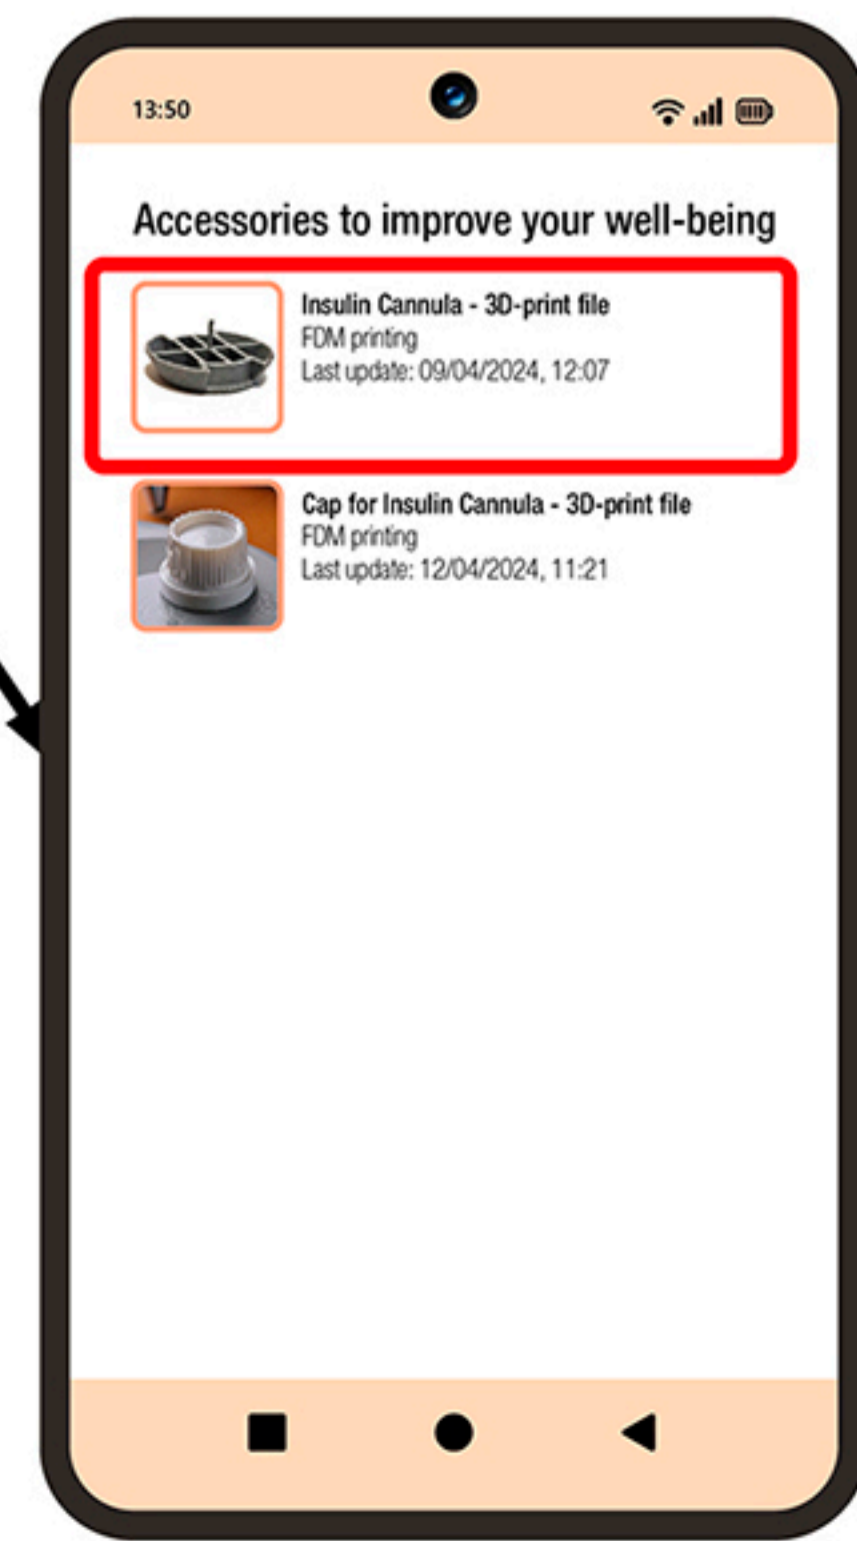 13:50
Accessories to improve your well-being
Insulin Cannula - 3D-print file
FDM printing
Last update: 09/04/2024, 12:07
Cap for Insulin Cannula - 3D-print file
FDM printing
Last update: 12/04/2024, 11:21